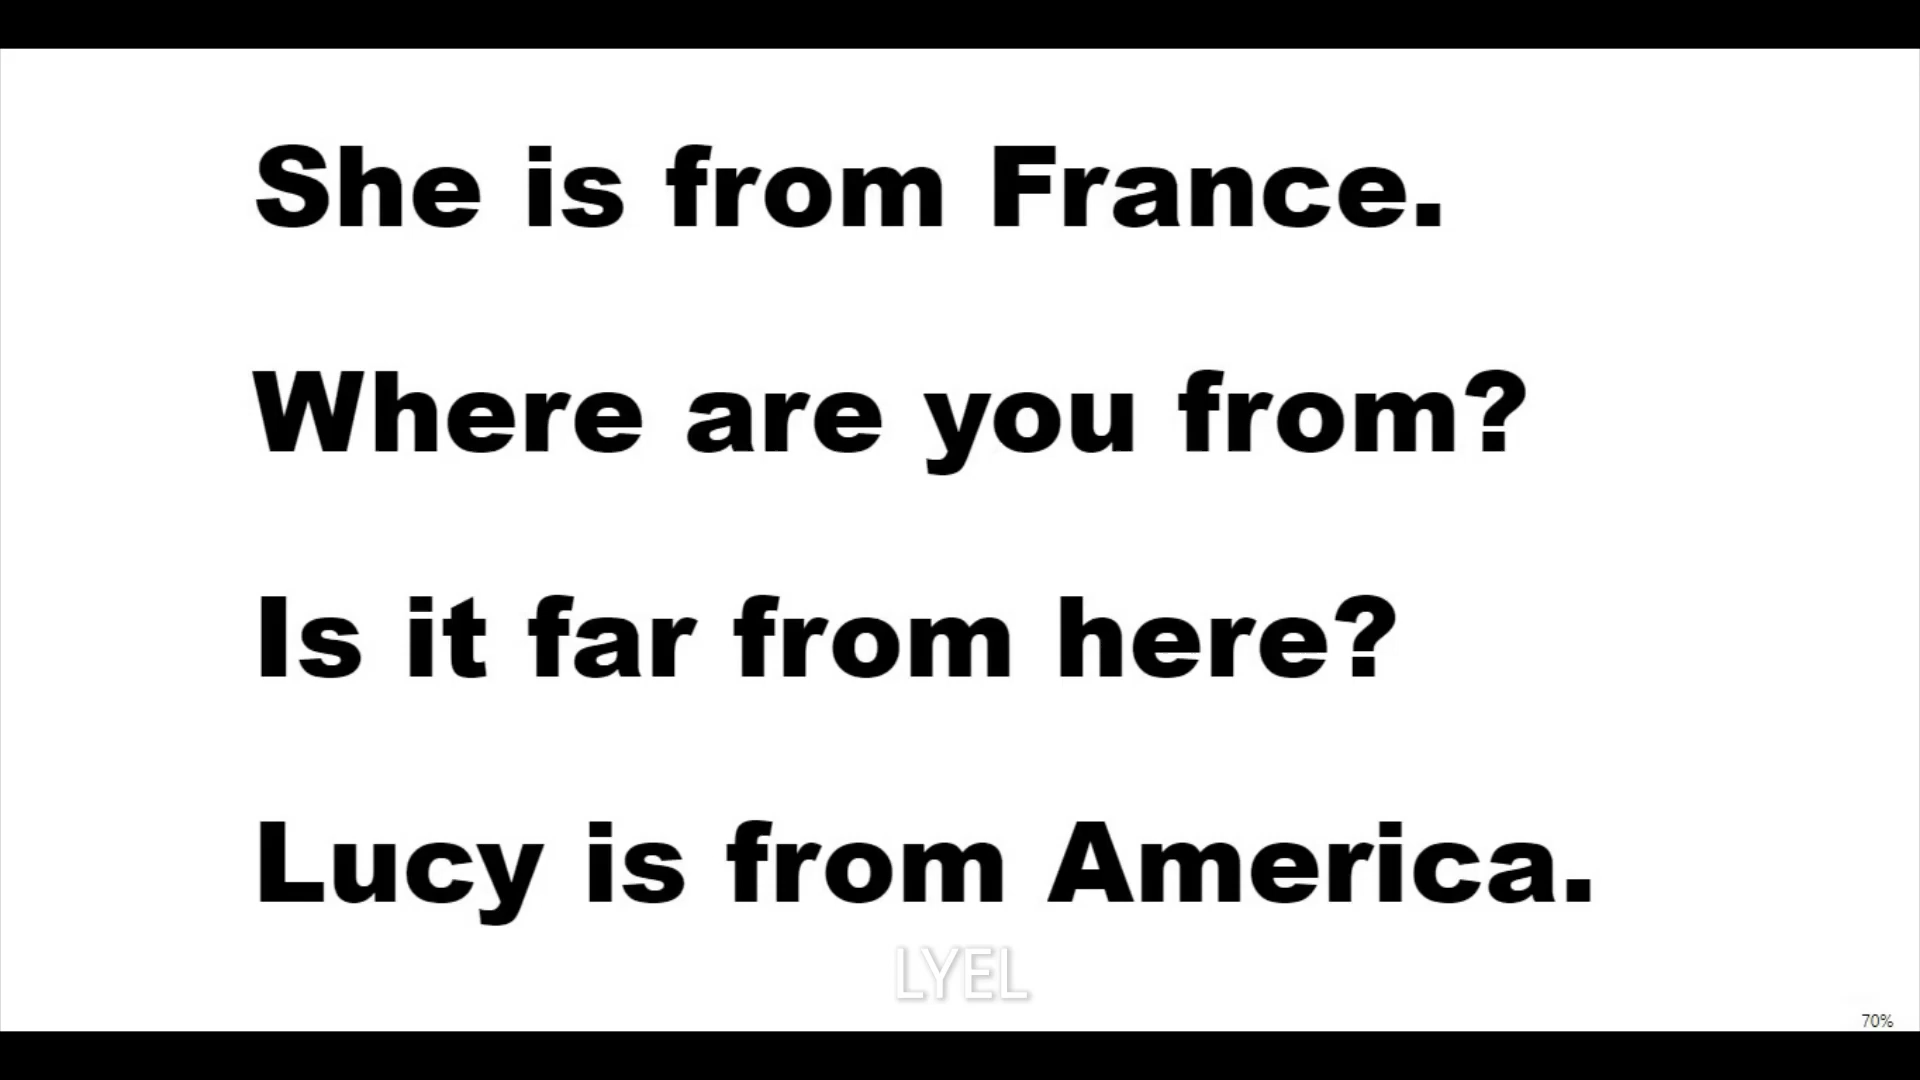 She is from France.
Where are you from?
Is it far from here?
Lucy is from America.
LYEL
70%